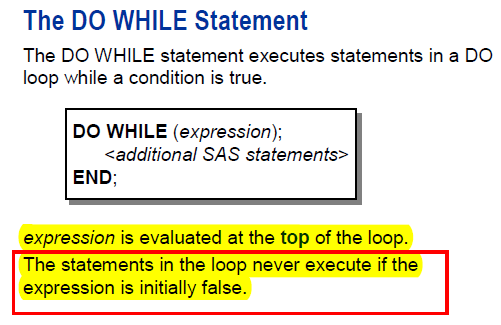 The DO WHILE Statement
The DO WHILE statement executes statements in a DO
loop while a condition is true.
DO WHILE (expression);
<additional SAS statements>
END;
expression is evaluated at the top of the loop.
The statements in the loop never execute if the
expression is initially false.